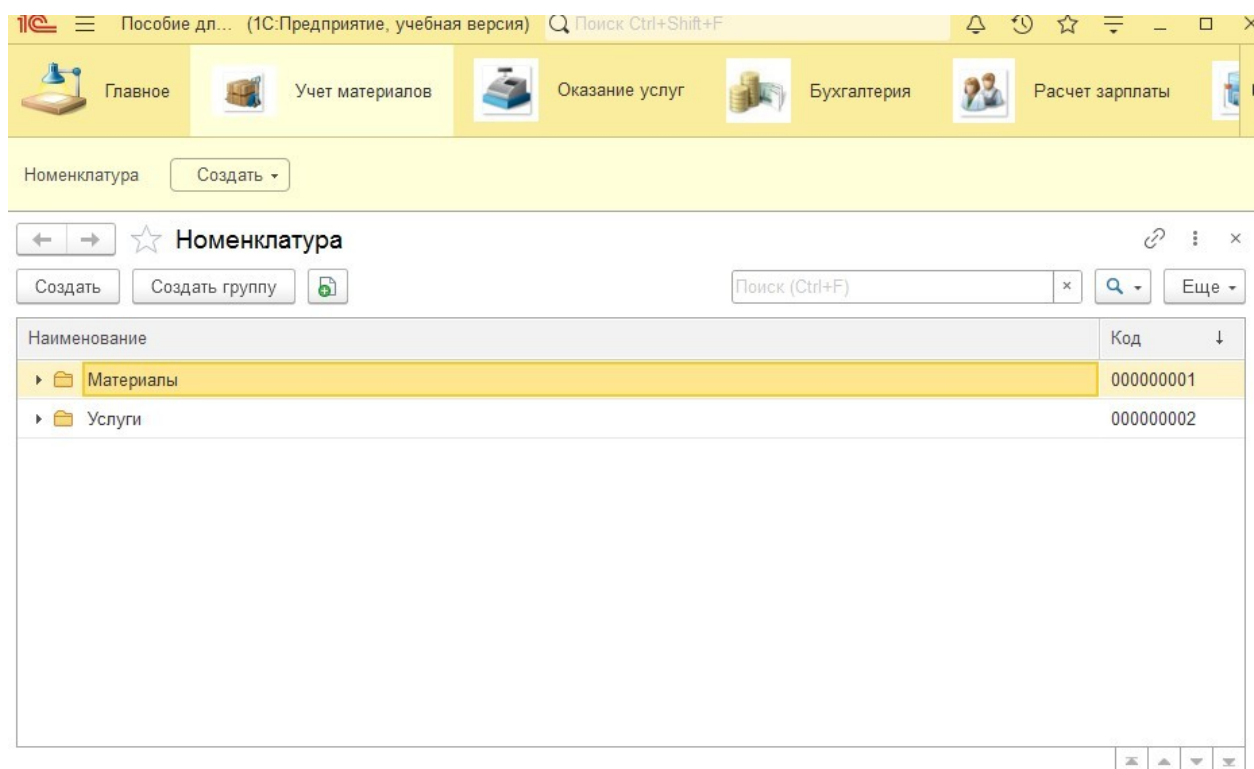 1С Пособие дл... (1С:Предприятие, учебная версия) Поиск Ctrl+Shift+F
Главное Учет материалов Оказание услуг Бухгалтерия Расчет зарплаты
Номенклатура Создать
Номенклатура
Создать Создать группу Поиск (Ctrl+F) × Еще
Наименование Код ↓
Материалы 000000001
Услуги 000000002